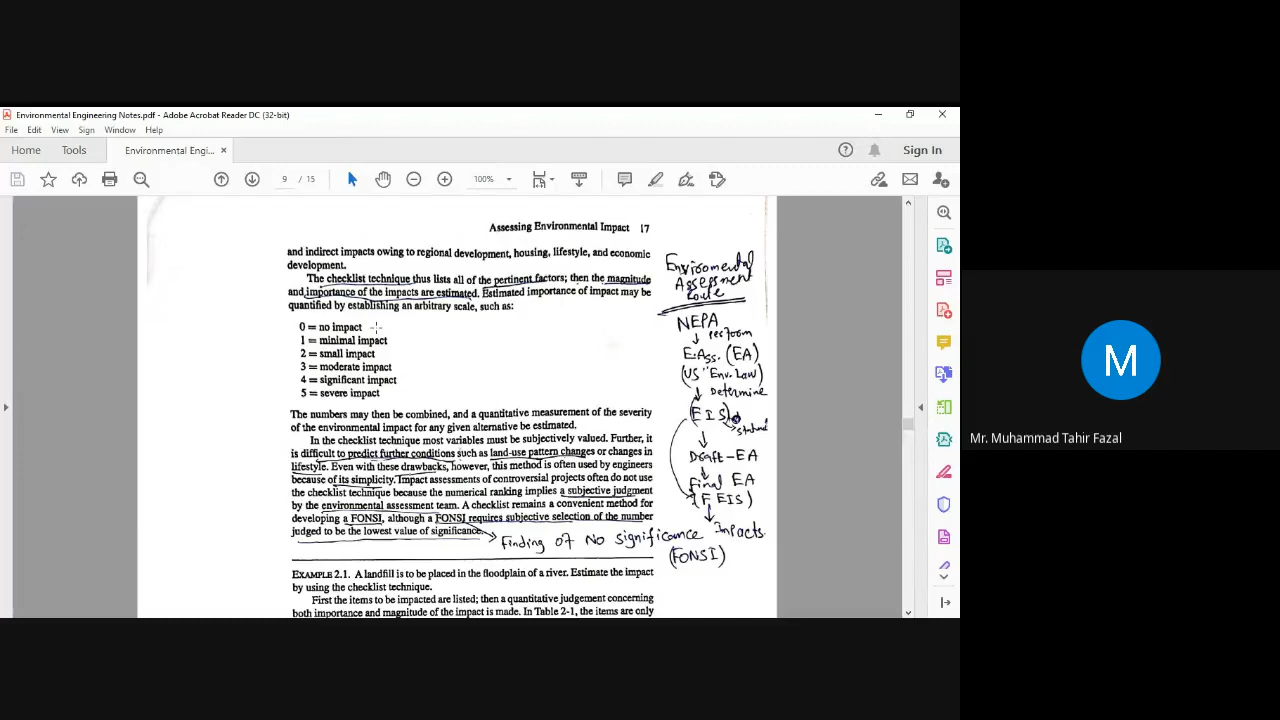 Environmental Engineering Notes.pdf - Adobe Acrobat Reader DC (32-bit)
File Edit View Sign Window Help
Home Tools Environmental Engi... × Sign In
9 / 15 100%
Assessing Environmental Impact 17
and indirect impacts owing to regional development, housing, lifestyle, and economic
development.
The checklist technique thus lists all of the pertinent factors; then the magnitude
and importance of the impacts are estimated. Estimated importance of impact may be
quantified by establishing an arbitrary scale, such as:
0 = no impact
1 = minimal impact
2 = small impact
3 = moderate impact
4 = significant impact
5 = severe impact
The numbers may then be combined, and a quantitative measurement of the severity
of the environmental impact for any given alternative be estimated.
In the checklist technique most variables must be subjectively valued. Further, it
is difficult to predict further conditions such as land-use pattern changes or changes in
lifestyle. Even with these drawbacks, however, this method is often used by engineers
because of its simplicity. Impact assessments of controversial projects often do not use
the checklist technique because the numerical ranking implies a subjective judgment
by the environmental assessment team. A checklist remains a convenient method for
developing a FONSI, although a FONSI requires subjective selection of the number
judged to be the lowest value of significance.
Finding of No significance Impacts
(FONSI)
EXAMPLE 2.1. A landfill is to be placed in the floodplain of a river. Estimate the impact
by using the checklist technique.
First the items to be impacted are listed; then a quantitative judgement concerning
both importance and magnitude of the impact is made. In Table 2-1, the items are only
Enviromental
Assessment
Route
NEPA
perform
E.Ass. (EA)
(US "Env. Law)
Determine
(EIS)
Draft-EA
Final EA
(FEIS)
M
Mr. Muhammad Tahir Fazal